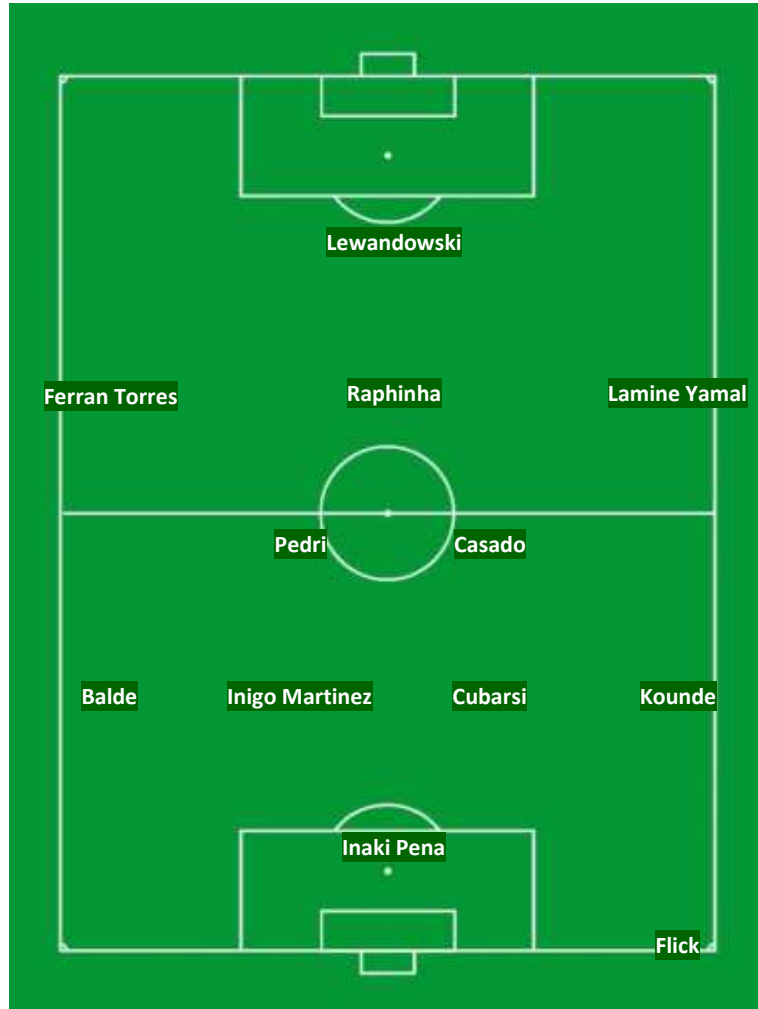 Lewandowski
Ferran Torres
Raphinha
Lamine Yamal
Pedri
Casado
Balde
Inigo Martinez
Cubarsi
Kounde
Inaki Pena
Flick